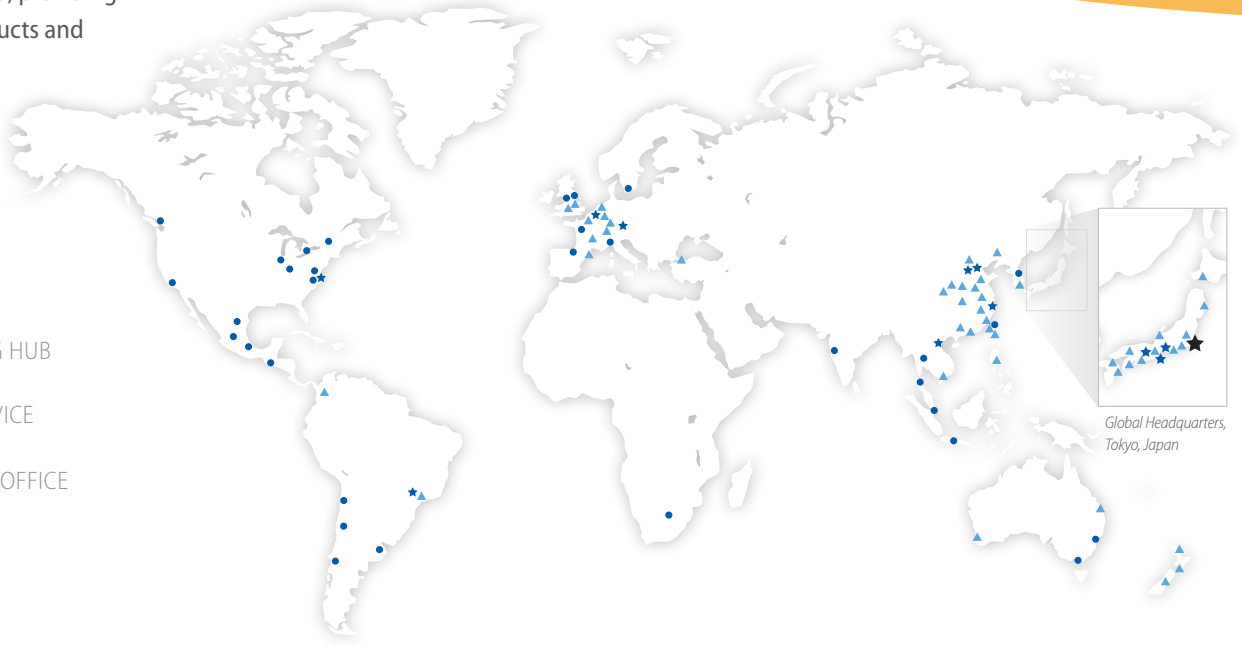 ucts and
G HUB
VICE
OFFICE
Global Headquarters,
Tokyo, Japan